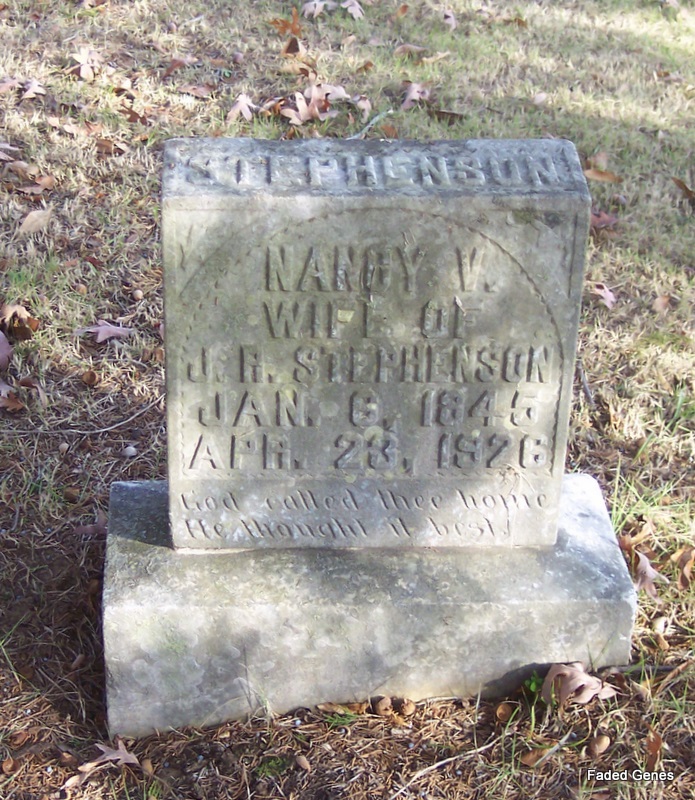 STEPHENSON
NANCY V.
WIFE OF
J. R. STEPHENSON
JAN. 6, 1845
APR. 23, 1926
God called thee home
He thought it best.
Faded Genes